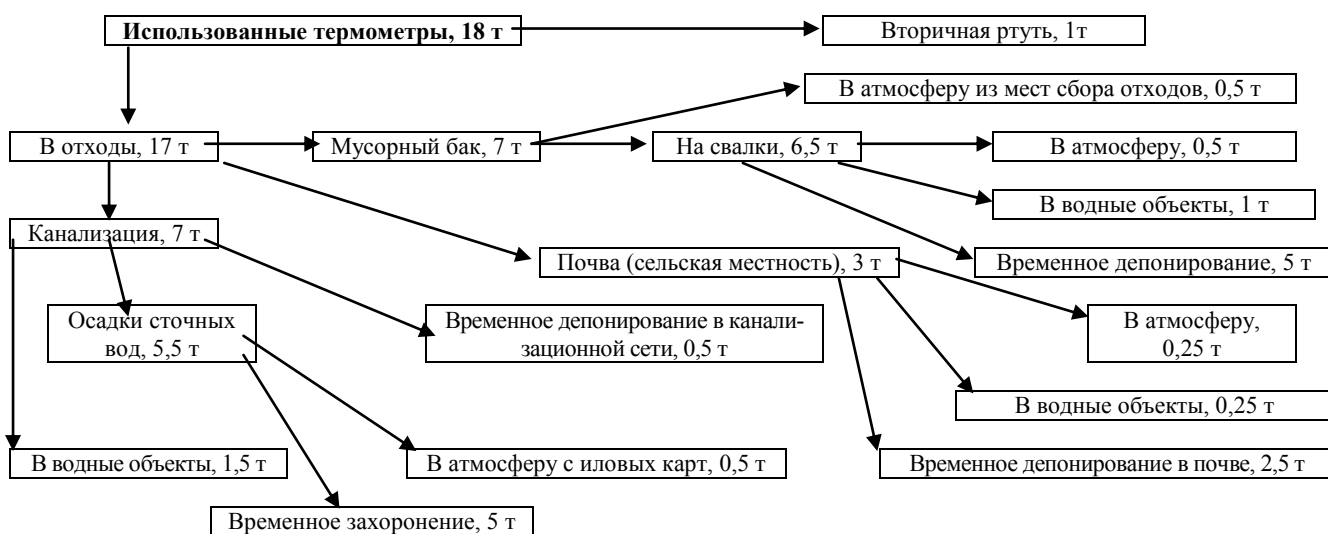 Использованные термометры, 18 т
Вторичная ртуть, 1т
В атмосферу из мест сбора отходов, 0,5 т
В отходы, 17 т
Мусорный бак, 7 т
На свалки, 6,5 т
В атмосферу, 0,5 т
В водные объекты, 1 т
Канализация, 7 т
Почва (сельская местность), 3 т
Временное депонирование, 5 т
Осадки сточных
вод, 5,5 т
Временное депонирование в канали-
зационной сети, 0,5 т
В атмосферу,
0,25 т
В водные объекты, 0,25 т
В водные объекты, 1,5 т
В атмосферу с иловых карт, 0,5 т
Временное депонирование в почве, 2,5 т
Временное захоронение, 5 т